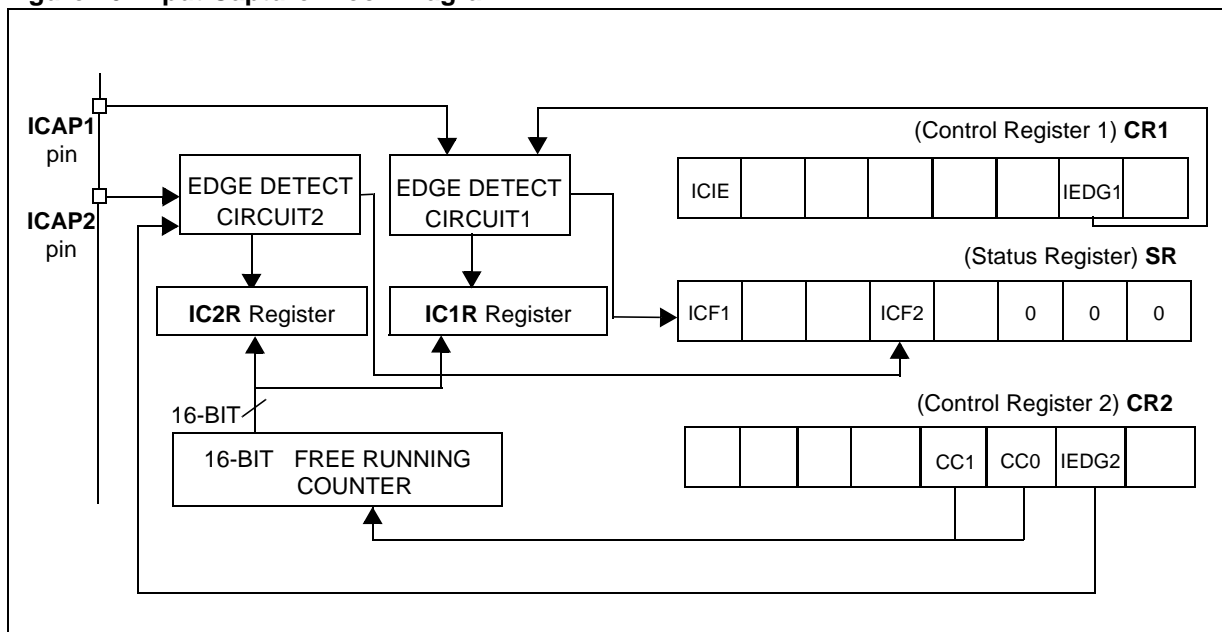 ICAP1
pin
ICAP2
pin
EDGE DETECT
CIRCUIT2
EDGE DETECT
CIRCUIT1
IC2R Register
IC1R Register
16-BIT
16-BIT FREE RUNNING
COUNTER
(Control Register 1) CR1
ICIE
IEDG1
(Status Register) SR
ICF1
ICF2
0
0
0
(Control Register 2) CR2
CC1
CC0
IEDG2